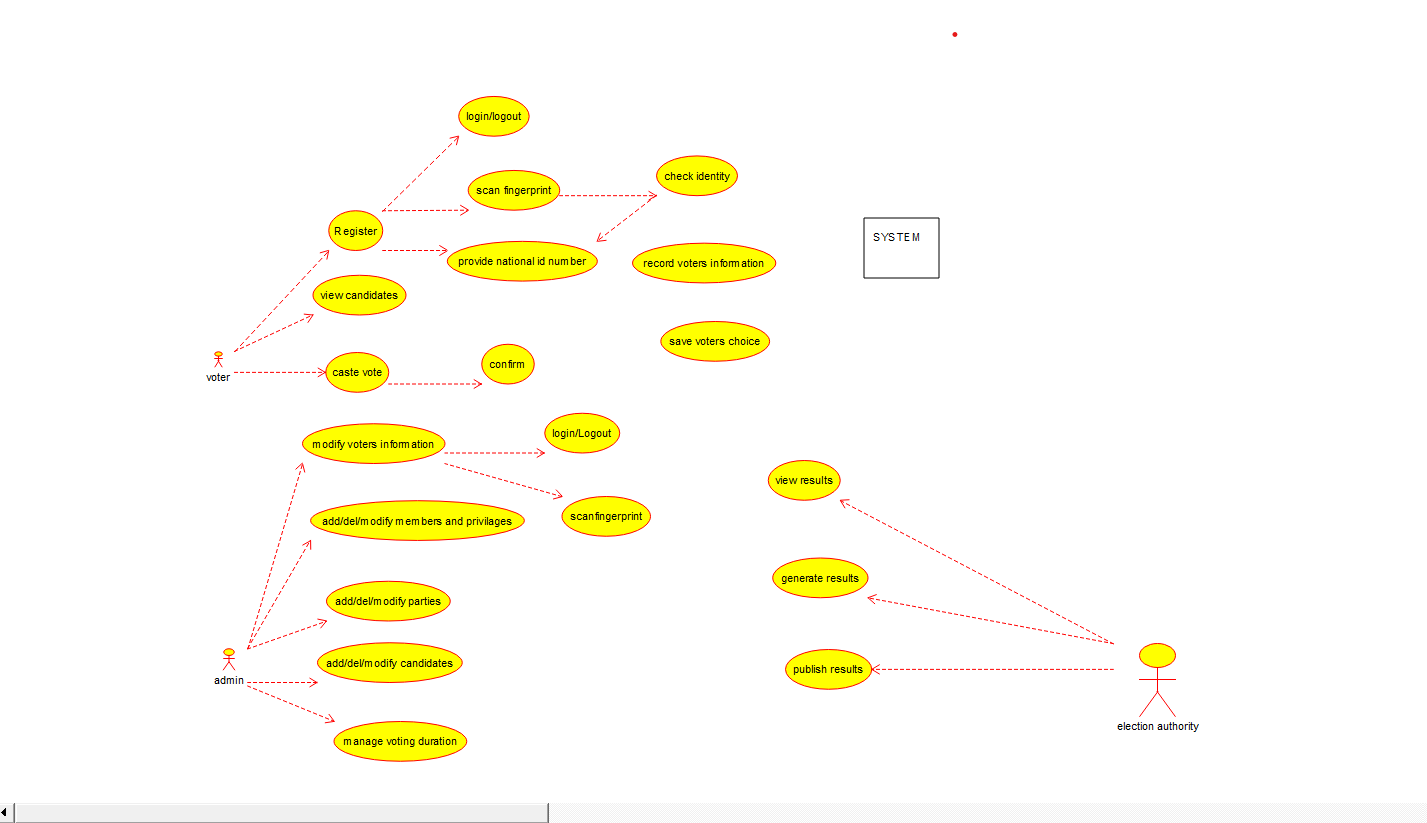 login/logout
scan fingerprint
check identity
Register
provide national id number
record voters information
SYSTEM
view candidates
save voters choice
voter
caste vote
confirm
modify voters information
login/Logout
view results
add/del/modify members and privilages
scanfingerprint
generate results
add/del/modify parties
add/del/modify candidates
publish results
admin
election authority
manage voting duration